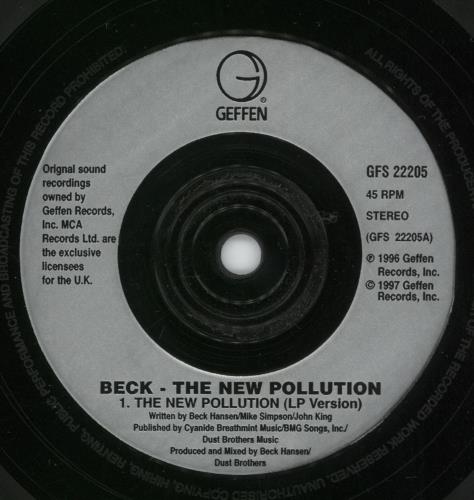 GEFFEN
Orignal sound
recordings
owned by
Geffen Records,
Inc. MCA
Records Ltd. are
the exclusive
licensees
for the U.K.
GFS 22205
45 RPM
STEREO
(GFS 22205A)
℗ 1996 Geffen
Records, Inc.
© 1997 Geffen
Records, Inc.
BECK - THE NEW POLLUTION
1. THE NEW POLLUTION (LP Version)
Written by Beck Hansen/Mike Simpson/John King
Published by Cyanide Breathmint Music/BMG Songs, Inc./
Dust Brothers Music
Produced and Mixed by Beck Hansen/
Dust Brothers
ALL RIGHTS OF THE PRODUCER
RECORDED WORK RESERVED. UNAUTHORISED COPYING, HIRING, RENTING, PUBLIC PERFORMANCE AND BROADCASTING OF THIS RECORD PROHIBITED.